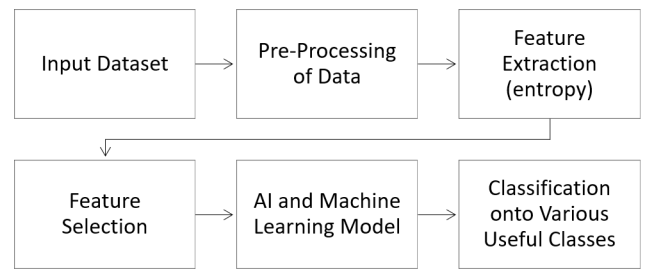 Input Dataset
Pre-Processing
of Data
Feature
Extraction
(entropy)
Feature
Selection
AI and Machine
Learning Model
Classification
onto Various
Useful Classes